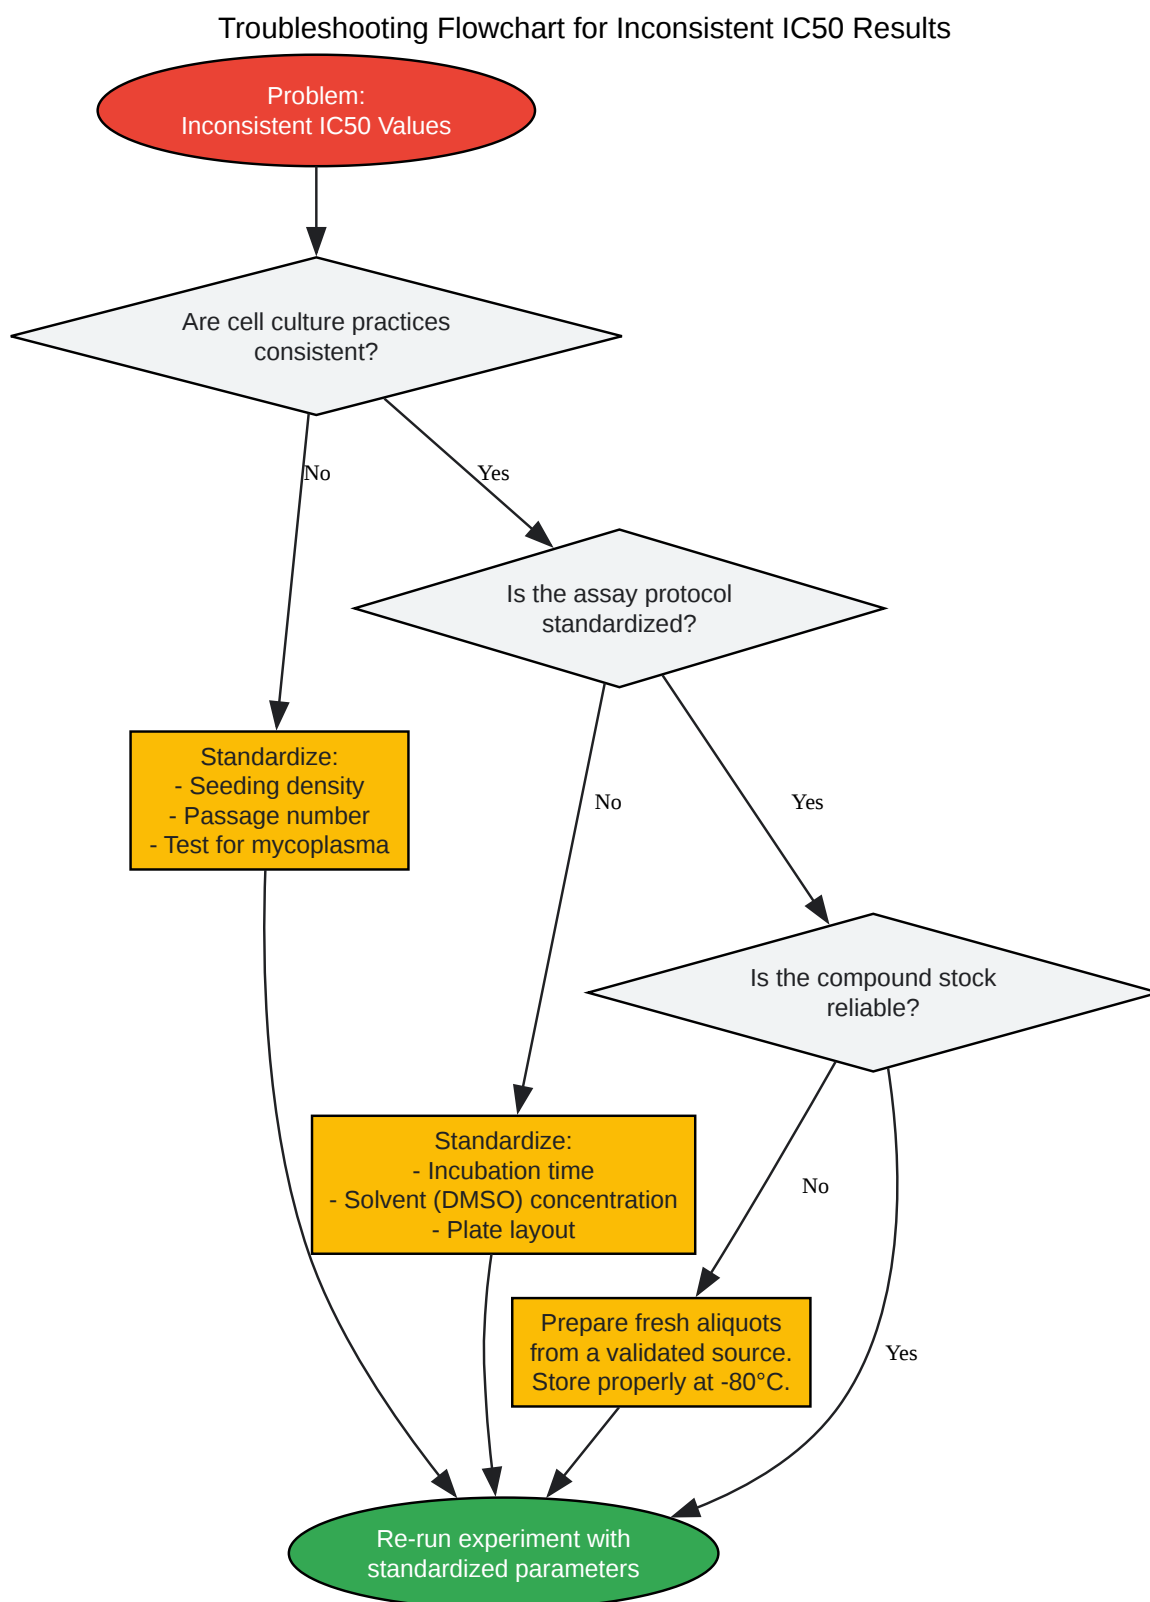 Troubleshooting Flowchart for Inconsistent IC50 Results
Problem:
Inconsistent IC50 Values
Are cell culture practices
consistent?
No
Yes
Is the assay protocol
standardized?
Standardize:
- Seeding density
- Passage number
- Test for mycoplasma
No
Yes
Is the compound stock
reliable?
Standardize:
- Incubation time
- Solvent (DMSO) concentration
- Plate layout
No
Prepare fresh aliquots
from a validated source.
Store properly at -80°C.
Yes
Re-run experiment with
standardized parameters